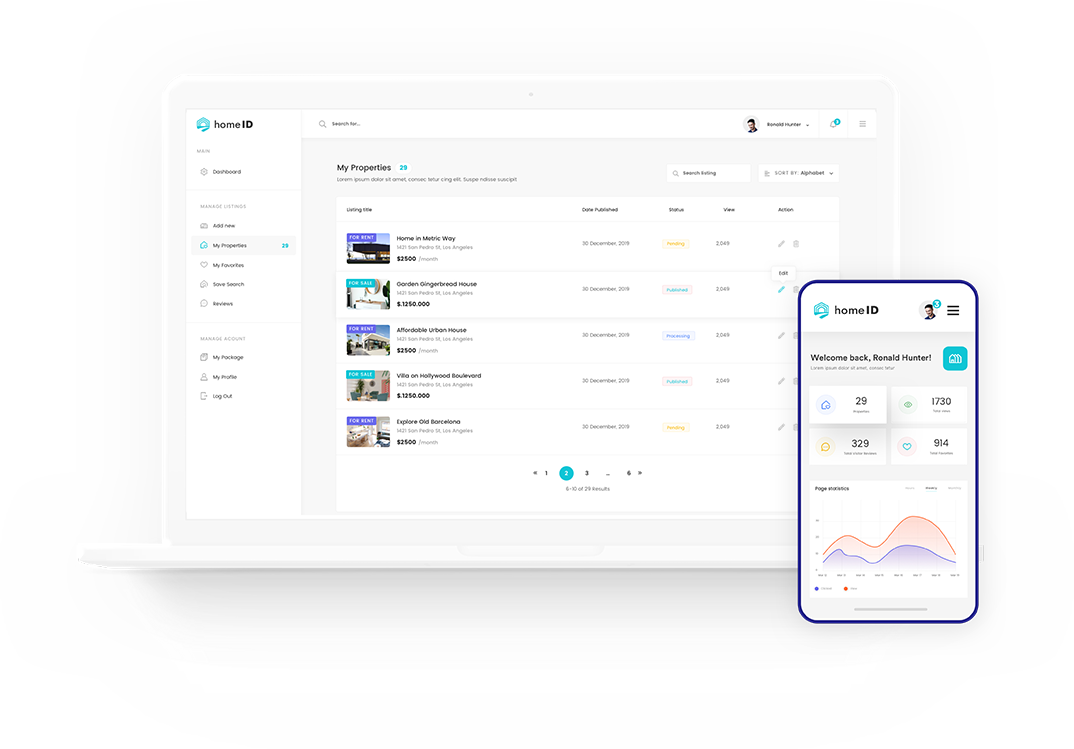 home ID
Search for...
Ronald Hunter
2
MAIN
Dashboard
MANAGE LISTINGS
Add new
My Properties 29
My Favorites
Save Search
Reviews
MANAGE ACOUNT
My Package
My Profile
Log Out
My Properties 29
Lorem ipsum dolor sit amet, consec tetur cing elit. Suspe ndisse suscipit
Search listing
SORT BY: Alphabet
Listing title Date Published Status View Action
FOR RENT
Home in Metric Way
1421 San Pedro St, Los Angeles
$2500 /month
30 December, 2019 Pending 2,049
Edit
FOR SALE
Garden Gingerbread House
1421 San Pedro St, Los Angeles
$.1250.000
30 December, 2019 Published 2,049
FOR RENT
Affordable Urban House
1421 San Pedro St, Los Angeles
$2500 /month
30 December, 2019 Processing 2,049
FOR SALE
Villa on Hollywood Boulevard
1421 San Pedro St, Los Angeles
$.1250.000
30 December, 2019 Published 2,049
FOR RENT
Explore Old Barcelona
1421 San Pedro St, Los Angeles
$2500 /month
30 December, 2019 Pending 2,049
« 1 2 3 ... 6 »
6-10 of 29 Results
home ID
3
Welcome back, Ronald Hunter!
Lorem ipsum dolor sit amet, consec tetur
29
Properties
1730
Total Views
329
Total Visitor Reviews
914
Total Favorites
Page statistics
Hours Weekly Monthly